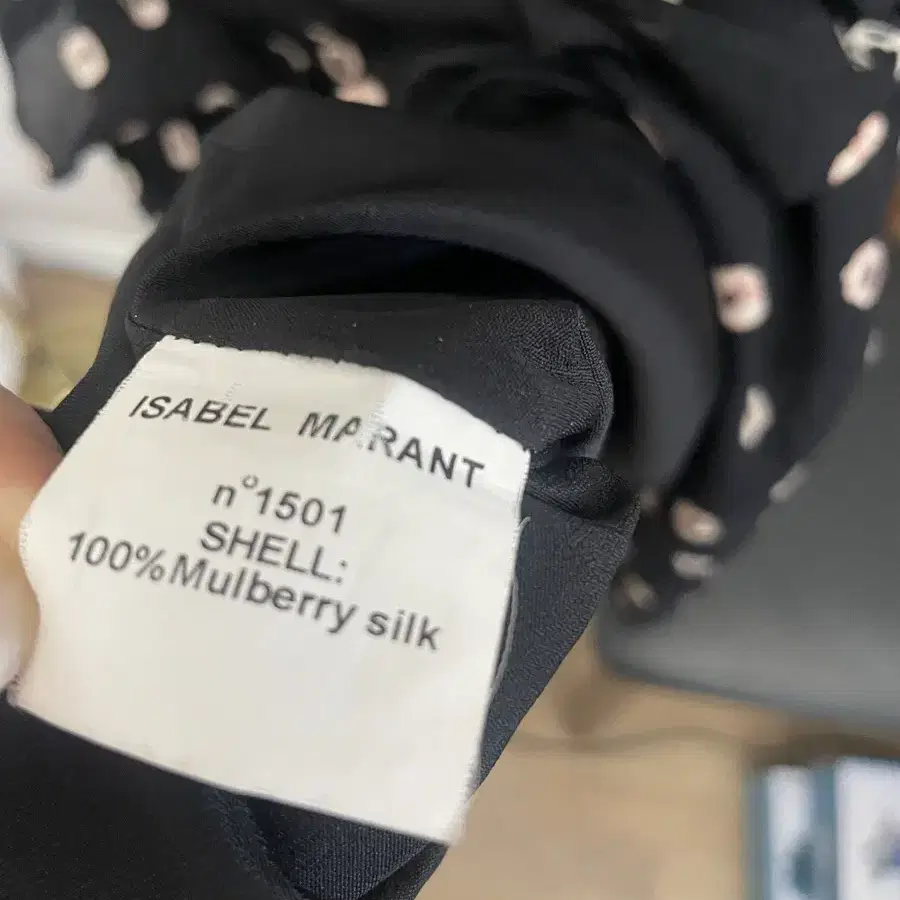 ISABEL MARANT
n°1501
SHELL:
100%Mulberry silk